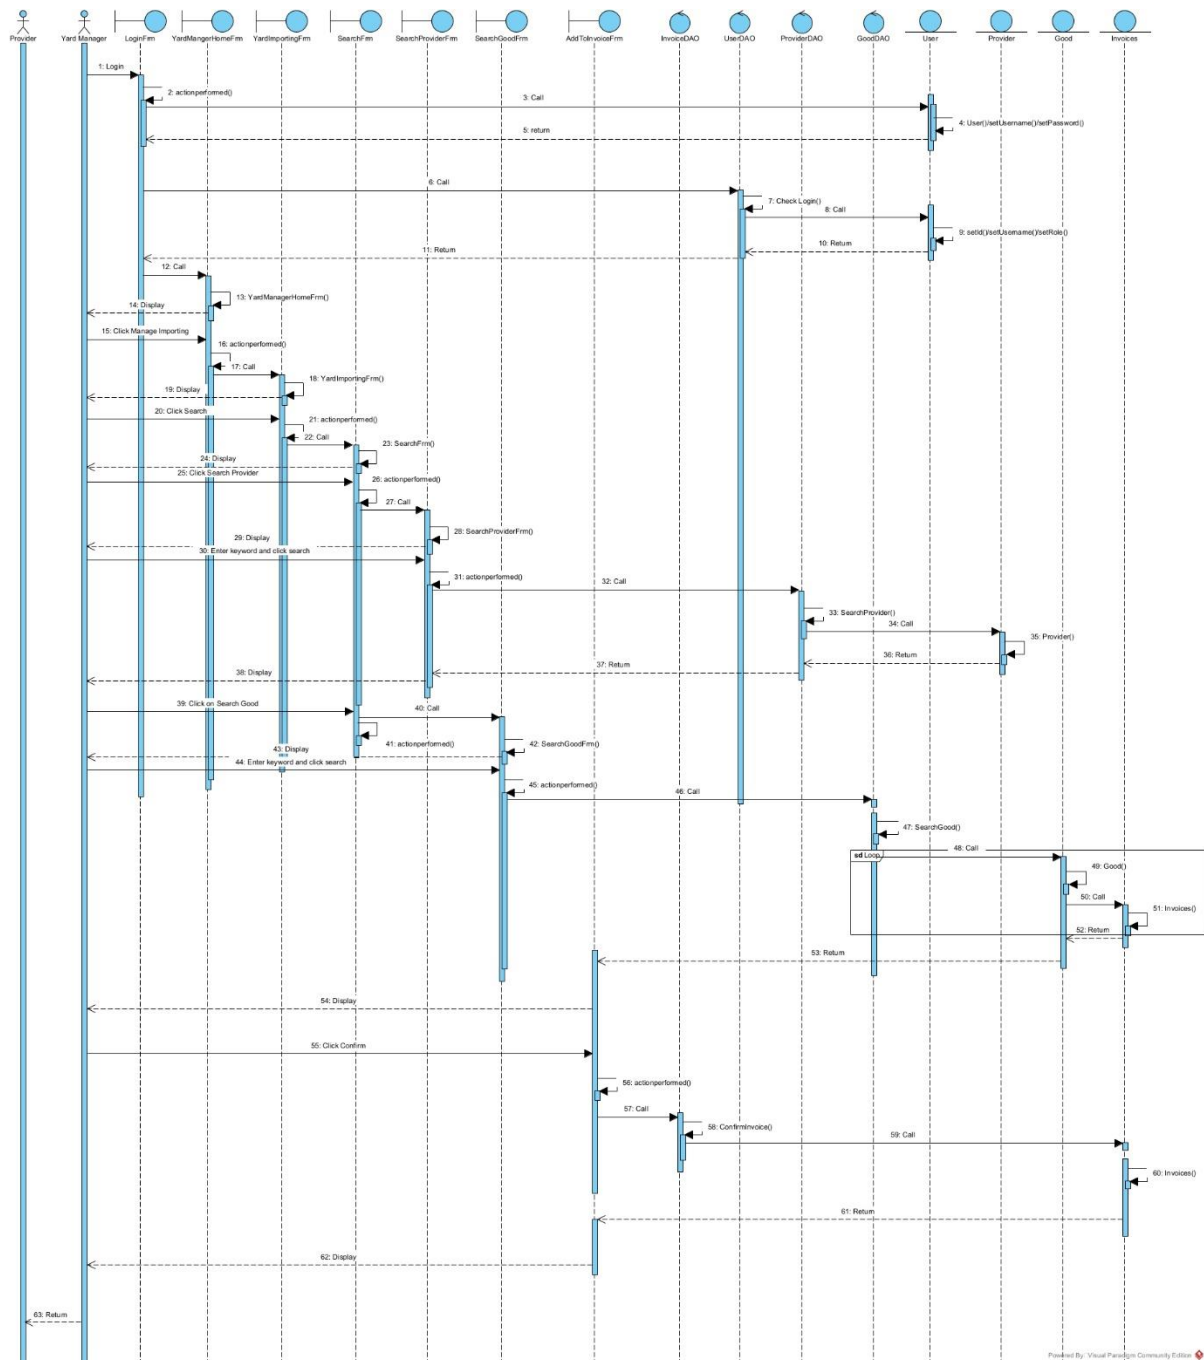 Provider
Yard Manager
LoginFrm
YardMangerHomeFrm
YardImportingFrm
SearchFrm
SearchProviderFrm
SearchGoodFrm
AddToInvoiceFrm
InvoiceDAO
UserDAO
ProviderDAO
GoodDAO
User
Provider
Good
Invoices
1: Login
2: actionperformed()
3: Call
4: User()/setUsername()/setPassword()
5: return
6: Call
7: Check Login()
8: Call
9: setId()/setUsername()/setRole()
10: Return
11: Return
12: Call
13: YardManagerHomeFrm()
14: Display
15: Click Manage Importing
16: actionperformed()
17: Call
18: YardImportingFrm()
19: Display
20: Click Search
21: actionperformed()
22: Call
23: SearchFrm()
24: Display
25: Click Search Provider
26: actionperformed()
27: Call
28: SearchProviderFrm()
29: Display
30: Enter keyword and click search
31: actionperformed()
32: Call
33: SearchProvider()
34: Call
35: Provider()
36: Return
37: Return
38: Display
39: Click on Search Good
40: Call
41: actionperformed()
42: SearchGoodFrm()
43: Display
44: Enter keyword and click search
45: actionperformed()
46: Call
47: SearchGood()
sd Loop
48: Call
49: Good()
50: Call
51: Invoices()
52: Return
53: Return
54: Display
55: Click Confirm
56: actionperformed()
57: Call
58: ConfirmInvoice()
59: Call
60: Invoices()
61: Return
62: Display
63: Return
Powered By: Visual Paradigm Community Edition